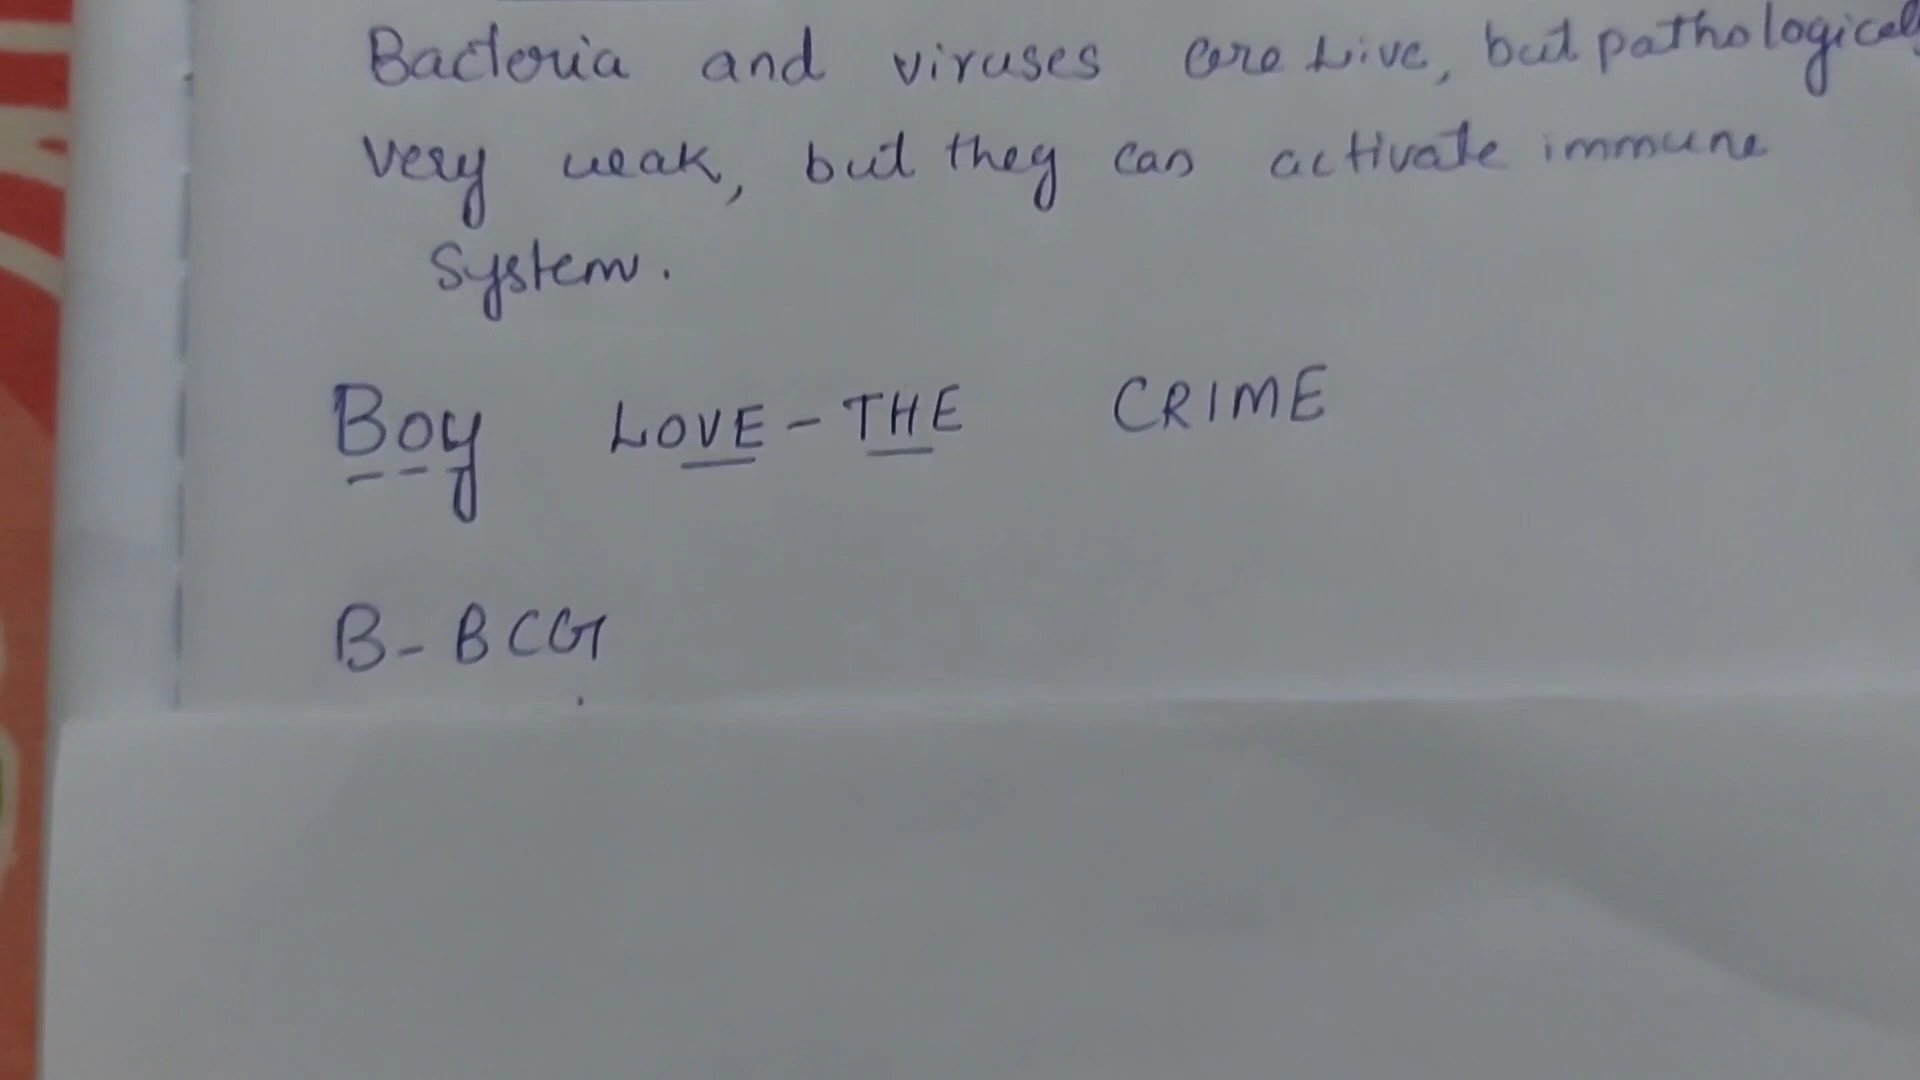 Bacteria and viruses are Live, but pathological
very weak, but they can activate immune
System.
Boy LOVE - THE CRIME
B - BCG